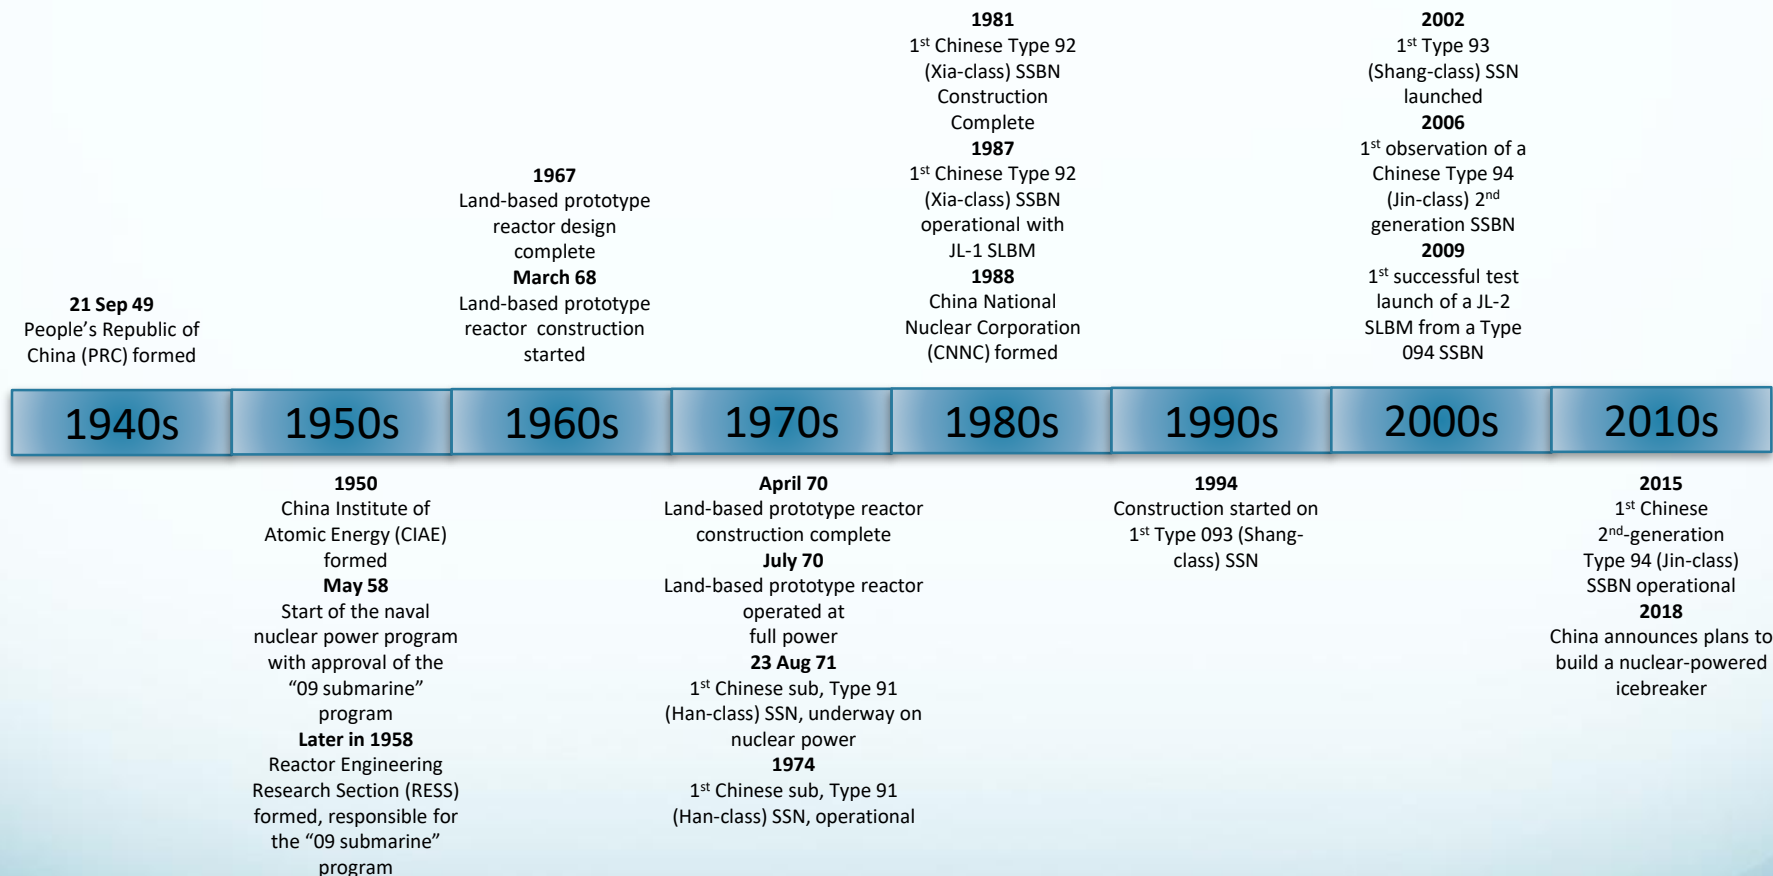 21 Sep 49
People’s Republic of
China (PRC) formed
1967
Land-based prototype
reactor design
complete
March 68
Land-based prototype
reactor construction
started
1981
1st Chinese Type 92
(Xia-class) SSBN
Construction
Complete
1987
1st Chinese Type 92
(Xia-class) SSBN
operational with
JL-1 SLBM
1988
China National
Nuclear Corporation
(CNNC) formed
2002
1st Type 93
(Shang-class) SSN
launched
2006
1st observation of a
Chinese Type 94
(Jin-class) 2nd
generation SSBN
2009
1st successful test
launch of a JL-2
SLBM from a Type
094 SSBN
1940s
1950s
1960s
1970s
1980s
1990s
2000s
2010s
1950
China Institute of
Atomic Energy (CIAE)
formed
May 58
Start of the naval
nuclear power program
with approval of the
“09 submarine”
program
Later in 1958
Reactor Engineering
Research Section (RESS)
formed, responsible for
the “09 submarine”
program
April 70
Land-based prototype reactor
construction complete
July 70
Land-based prototype reactor
operated at
full power
23 Aug 71
1st Chinese sub, Type 91
(Han-class) SSN, underway on
nuclear power
1974
1st Chinese sub, Type 91
(Han-class) SSN, operational
1994
Construction started on
1st Type 093 (Shang-
class) SSN
2015
1st Chinese
2nd-generation
Type 94 (Jin-class)
SSBN operational
2018
China announces plans to
build a nuclear-powered
icebreaker